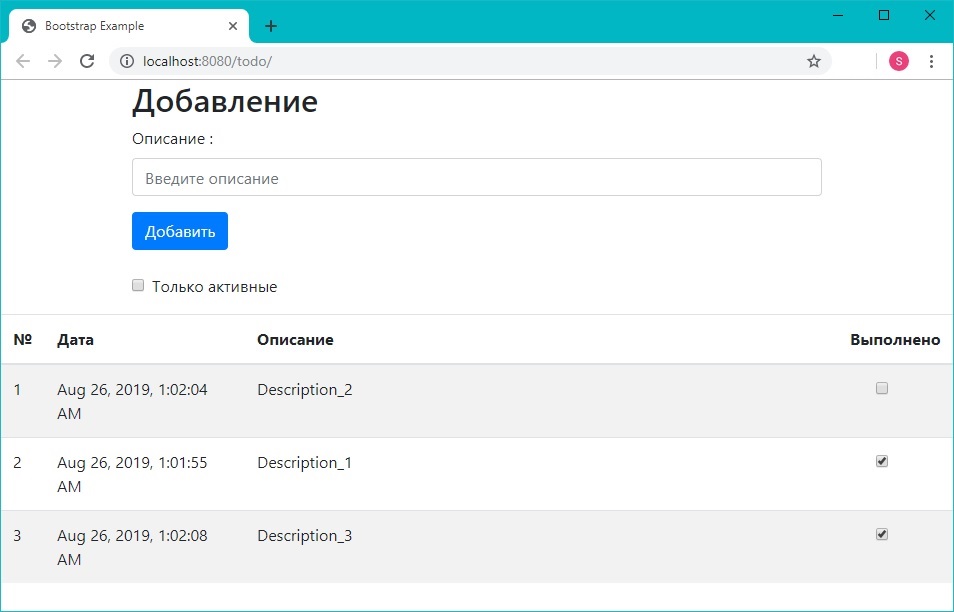 Bootstrap Example
localhost:8080/todo/
S
Добавление
Описание :
Введите описание
Добавить
Только активные
№ Дата Описание Выполнено
1 Aug 26, 2019, 1:02:04 Description_2
AM
2 Aug 26, 2019, 1:01:55 Description_1
AM
3 Aug 26, 2019, 1:02:08 Description_3
AM